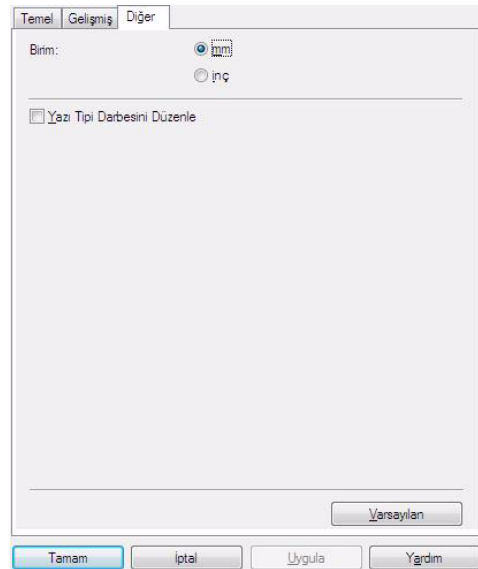 Temel Gelişmiş Diğer
Birim: mm
inç
Yazı Tipi Darbesini Düzenle
Varsayılan
Tamam İptal Uygula Yardım